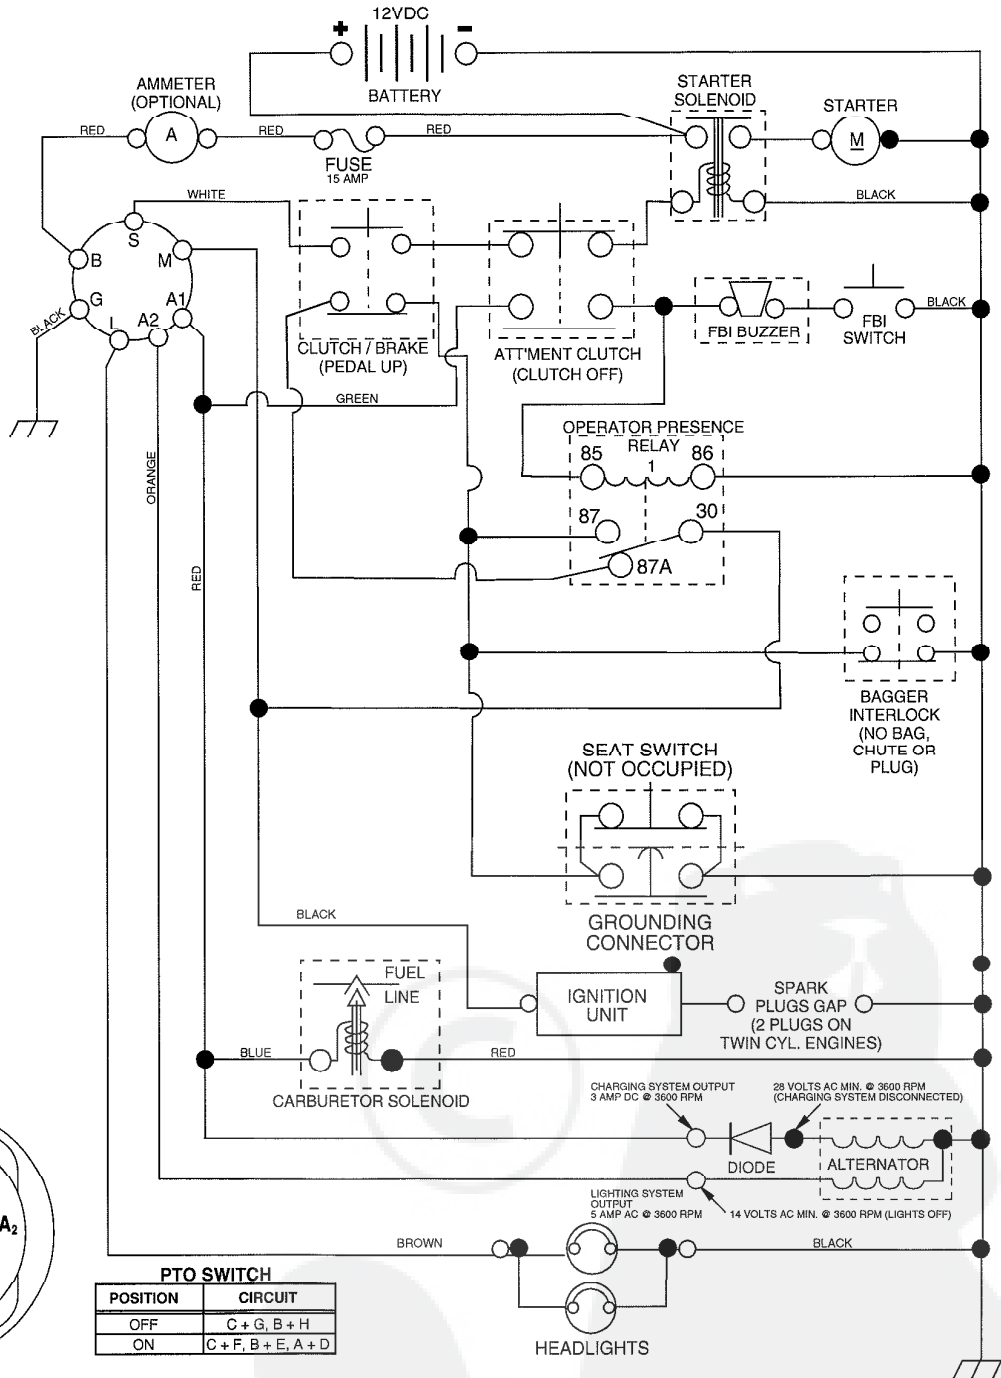 12VDC
+
−
BATTERY
AMMETER
(OPTIONAL)
STARTER
SOLENOID
STARTER
RED
A
RED
RED
M
FUSE
15 AMP
WHITE
BLACK
S
B
M
G
A1
L
A2
BLACK
CLUTCH / BRAKE
(PEDAL UP)
ATT'MENT CLUTCH
(CLUTCH OFF)
FBI BUZZER
FBI
SWITCH
BLACK
GREEN
OPERATOR PRESENCE
RELAY
85
1
86
87
30
87A
ORANGE
RED
BAGGER
INTERLOCK
(NO BAG,
CHUTE OR
PLUG)
SEAT SWITCH
(NOT OCCUPIED)
BLACK
GROUNDING
CONNECTOR
FUEL
LINE
IGNITION
UNIT
SPARK
PLUGS GAP
(2 PLUGS ON
TWIN CYL. ENGINES)
BLUE
RED
CARBURETOR SOLENOID
CHARGING SYSTEM OUTPUT
3 AMP DC @ 3600 RPM
28 VOLTS AC MIN. @ 3600 RPM
(CHARGING SYSTEM DISCONNECTED)
DIODE
ALTERNATOR
LIGHTING SYSTEM
OUTPUT
5 AMP AC @ 3600 RPM
14 VOLTS AC MIN. @ 3600 RPM (LIGHTS OFF)
A2
BROWN
BLACK
PTO SWITCH
POSITION CIRCUIT
OFF C + G, B + H
ON C + F, B + E, A + D
HEADLIGHTS
©